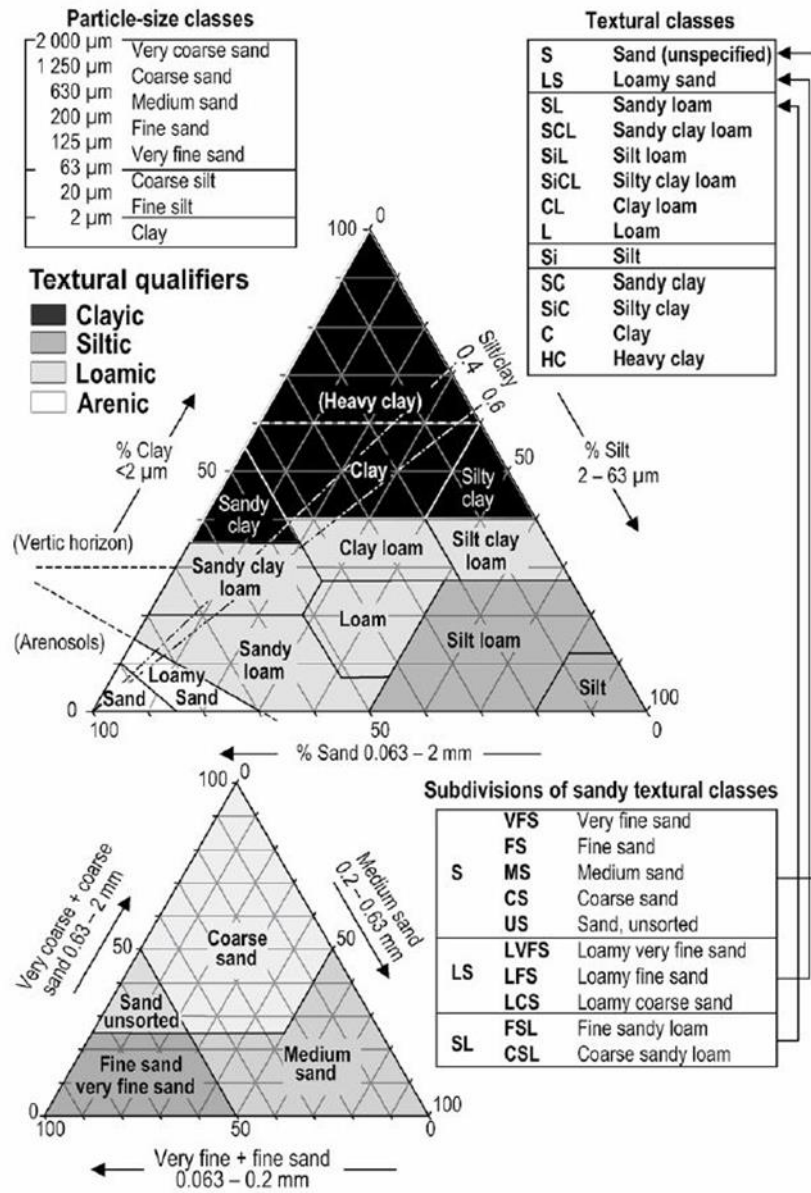 Particle-size classes
2 000 µm
Very coarse sand
1 250 µm
Coarse sand
630 µm
Medium sand
200 µm
Fine sand
125 µm
Very fine sand
63 µm
Coarse silt
20 µm
Fine silt
2 µm
Clay
Textural classes
S Sand (unspecified)
LS Loamy sand
SL Sandy loam
SCL Sandy clay loam
SiL Silt loam
SiCL Silty clay loam
CL Clay loam
L Loam
Si Silt
SC Sandy clay
SiC Silty clay
C Clay
HC Heavy clay
Textural qualifiers
Clayic
Siltic
Loamic
Arenic
100 0
Silt/clay
0.4
0.6
(Heavy clay)
% Clay
<2 µm
% Silt
2 – 63 µm
50
Clay
50
Sandy
clay
Silty
clay
(Vertic horizon)
Clay loam
Silt clay
loam
Sandy clay
loam
Loam
(Arenosols)
Sandy
loam
Silt loam
Loamy
Sand
Sand
Silt
0
100
100
50
0
% Sand 0.063 – 2 mm
100 0
Very coarse + coarse
sand 0.63 – 2 mm
Medium sand
0.2 – 0.63 mm
50
50
Coarse
sand
Sand
unsorted
Fine sand
very fine sand
Medium
sand
0
100
100
50
0
Very fine + fine sand
0.063 – 0.2 mm
Subdivisions of sandy textural classes
S
VFS Very fine sand
FS Fine sand
MS Medium sand
CS Coarse sand
US Sand, unsorted
LS
LVFS Loamy very fine sand
LFS Loamy fine sand
LCS Loamy coarse sand
SL
FSL Fine sandy loam
CSL Coarse sandy loam